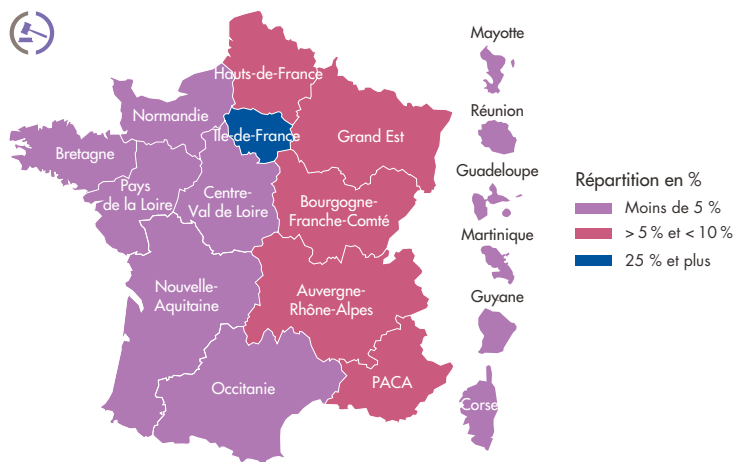 Hauts-de-France
Normandie
Île-de-France
Grand Est
Bretagne
Pays
de la Loire
Centre-
Val de Loire
Bourgogne-
Franche-Comté
Nouvelle-
Aquitaine
Auvergne-
Rhône-Alpes
Occitanie
PACA
Corse
Mayotte
Réunion
Guadeloupe
Martinique
Guyane
Répartition en %
Moins de 5 %
> 5 % et < 10 %
25 % et plus